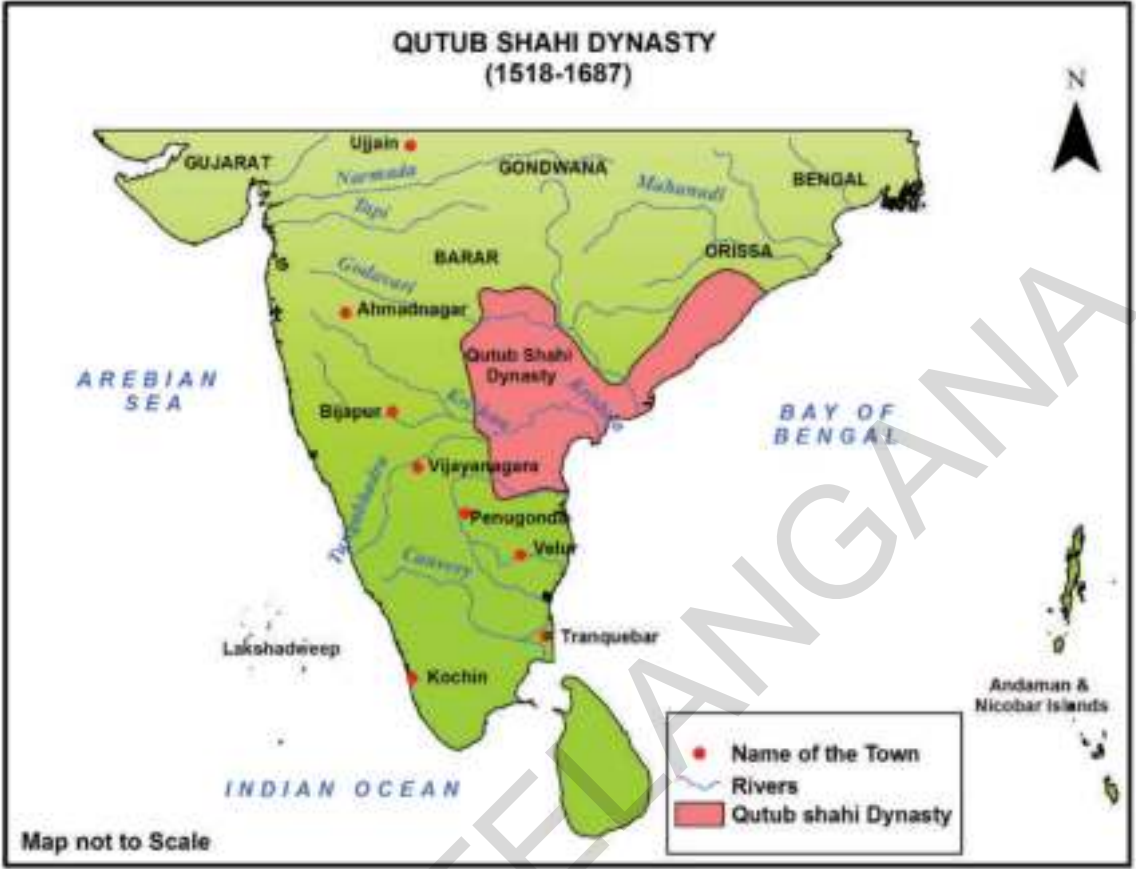 QUTUB SHAHI DYNASTY
(1518-1687)
N
Ujjain
GUJARAT
GONDWANA
Narmada
Mahanadi
BENGAL
Tapi
BARAR
ORISSA
Godavari
Ahmadnagar
Qutub Shahi
Dynasty
AREBIAN
SEA
Krishna
Bijapur
BAY OF
BENGAL
Vijayanagara
Tungabhadra
Penugonda
Velur
Cauvery
Tranquebar
Lakshadweep
Kochin
Andaman &
Nicobar Islands
INDIAN OCEAN
Name of the Town
Rivers
Qutub shahi Dynasty
Map not to Scale
TELANGANA